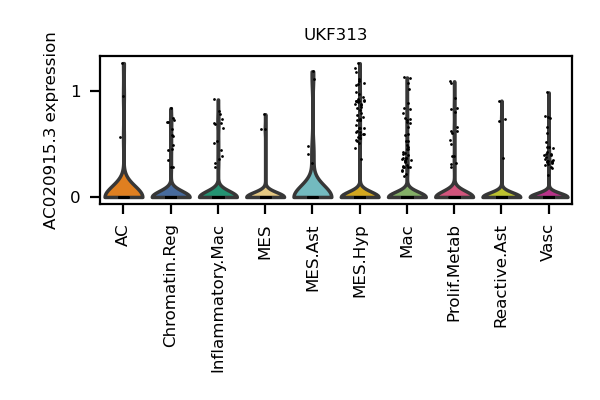 UKF313
AC020915.3 expression
1
0
AC
Chromatin.Reg
Inflammatory.Mac
MES
MES.Ast
MES.Hyp
Mac
Prolif.Metab
Reactive.Ast
Vasc